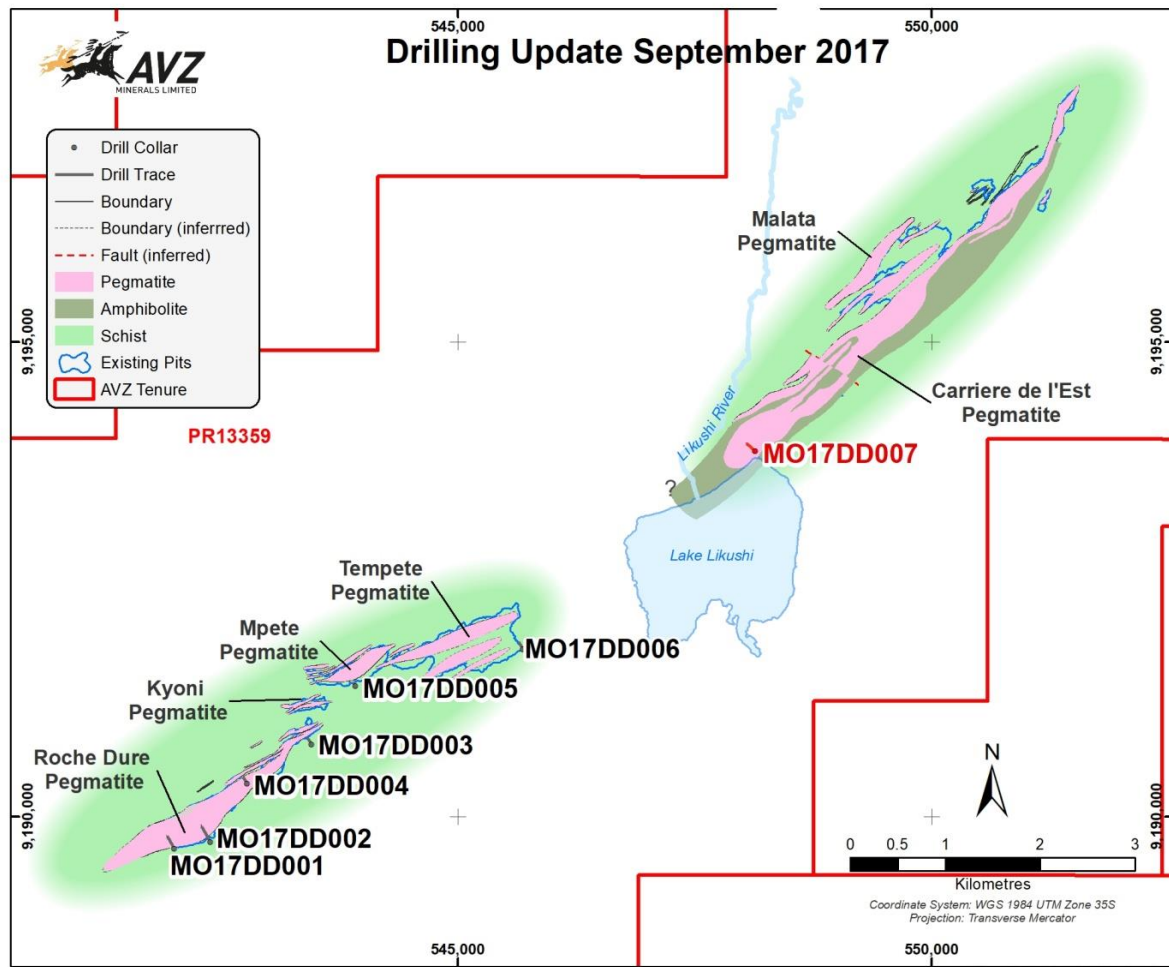 545,000
550,000
Drilling Update September 2017
AVZ
MINERALS LIMITED
Drill Collar
Drill Trace
Boundary
Boundary (inferrred)
Fault (inferred)
Pegmatite
Amphibolite
Schist
Existing Pits
AVZ Tenure
PR13359
9,195,000
9,195,000
Malata
Pegmatite
Carriere de l'Est
Pegmatite
Likushi River
MO17DD007
?
Lake Likushi
Tempete
Pegmatite
Mpete
Pegmatite
MO17DD006
MO17DD005
Kyoni
Pegmatite
MO17DD003
Roche Dure
Pegmatite
MO17DD004
MO17DD002
MO17DD001
9,190,000
9,190,000
N
0 0.5 1 2 3
Kilometres
Coordinate System: WGS 1984 UTM Zone 35S
Projection: Transverse Mercator
545,000
550,000